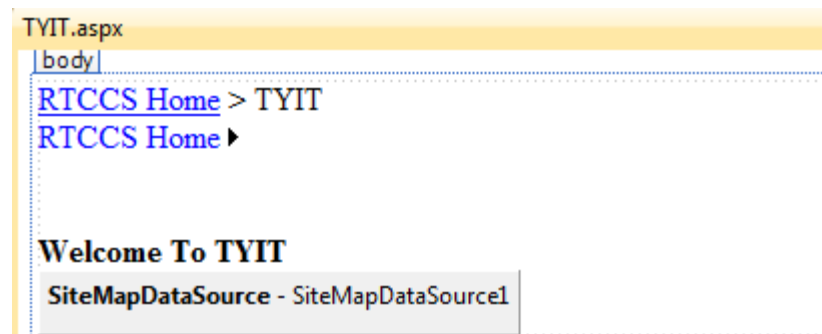 TYIT.aspx
body
RTCCS Home > TYIT
RTCCS Home
Welcome To TYIT
SiteMapDataSource - SiteMapDataSource1